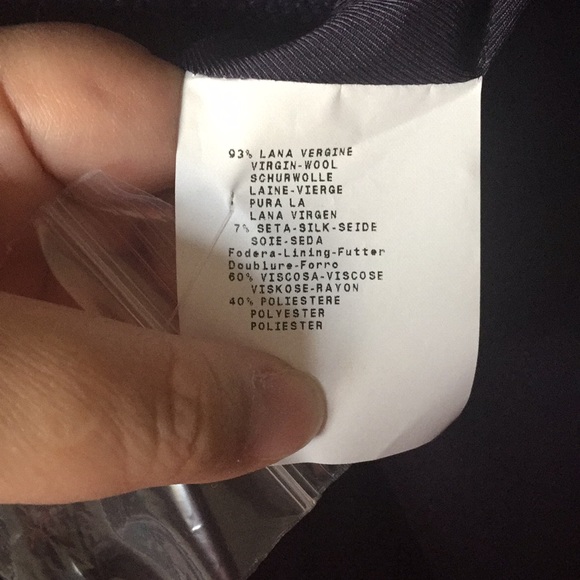 93% LANA VERGINE
VIRGIN-WOOL
SCHURWOLLE
LAINE-VIERGE
PURA LA
LANA VIRGEN
7% SETA-SILK-SEIDE
SOIE-SEDA
Fodera-Lining-Futter
Doublure-Forro
60% VISCOSA-VISCOSE
VISKOSE-RAYON
40% POLIESTERE
POLYESTER
POLIESTER